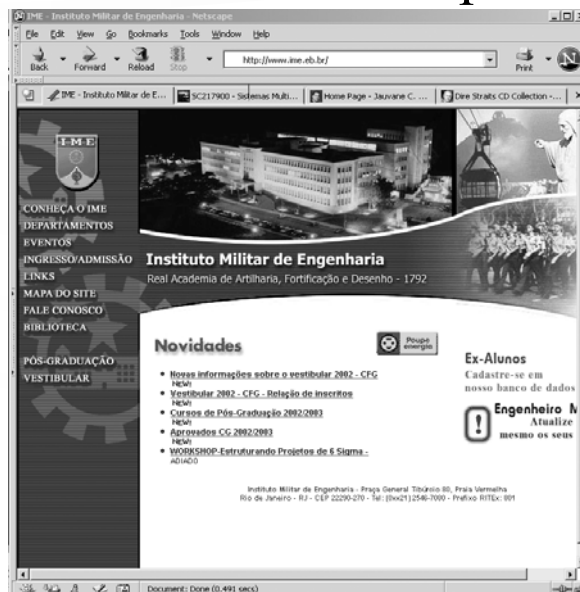 IME - Instituto Militar de Engenharia - Netscape
File Edit View Go Bookmarks Tools Window Help
Back Forward Reload Stop http://www.ime.eb.br/ Print N
IME - Instituto Militar de E... SC217900 - Sistemas Multi... Home Page - Jauvane C. ... Dire Straits CD Collection -...
I-M-E
CONHEÇA O IME
DEPARTAMENTOS
EVENTOS
INGRESSO/ADMISSÃO
LINKS
MAPA DO SITE
FALE CONOSCO
BIBLIOTECA
PÓS-GRADUAÇÃO
VESTIBULAR
Instituto Militar de Engenharia
Real Academia de Artilharia, Fortificação e Desenho - 1792
Novidades
Poupe energia
Novas informações sobre o vestibular 2002 - CFG
NEW!
Vestibular 2002 - CFG - Relação de inscritos
NEW!
Cursos de Pós-Graduação 2002/2003
NEW!
Aprovados CG 2002/2003
NEW!
WORKSHOP-Estruturando Projetos de 6 Sigma -
ADIADO
Ex-Alunos
Cadastre-se em
nosso banco de dados
Engenheiro M
Atualize
mesmo os seus
Instituto Militar de Engenharia - Praça General Tibúrcio 80, Praia Vermelha
Rio de Janeiro - RJ - CEP 22290-270 - Tel: (0xx21) 2546-7000 - Prefixo RITEx: 801
Document: Done (0.491 secs)